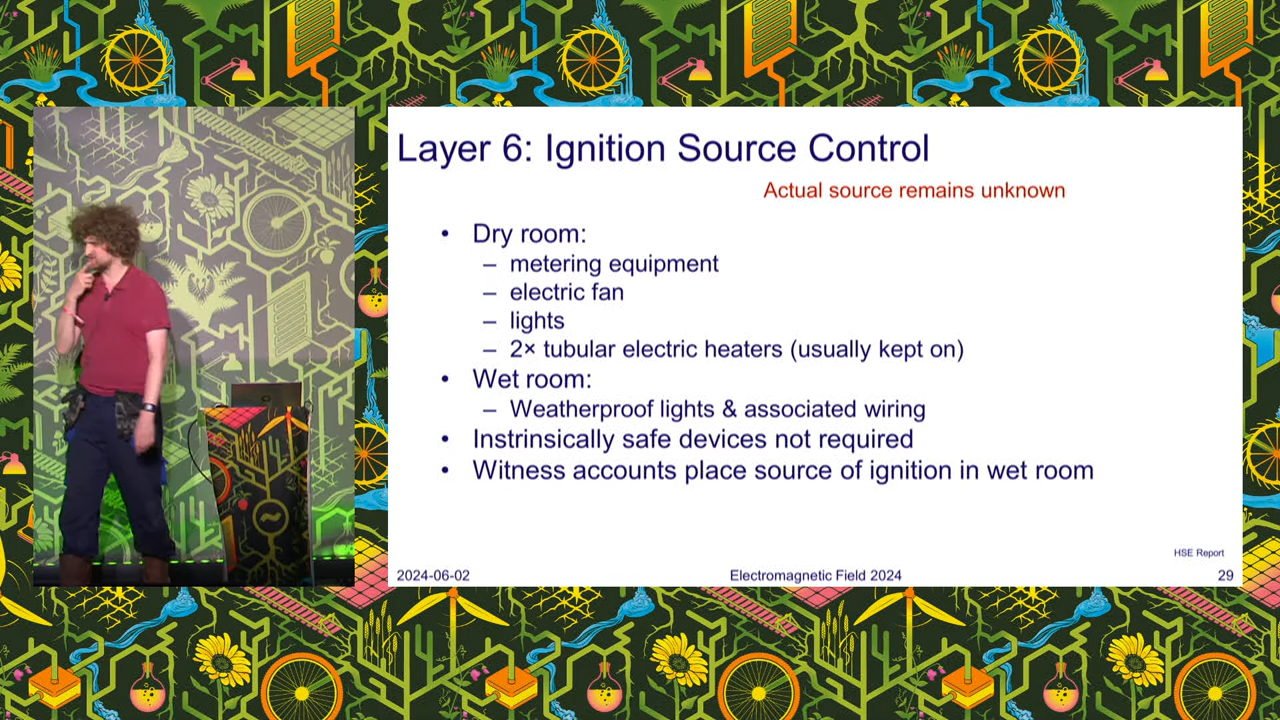 Layer 6: Ignition Source Control
Actual source remains unknown
• Dry room:
– metering equipment
– electric fan
– lights
– 2× tubular electric heaters (usually kept on)
• Wet room:
– Weatherproof lights & associated wiring
• Instrinsically safe devices not required
• Witness accounts place source of ignition in wet room
HSE Report
2024-06-02
Electromagnetic Field 2024
29